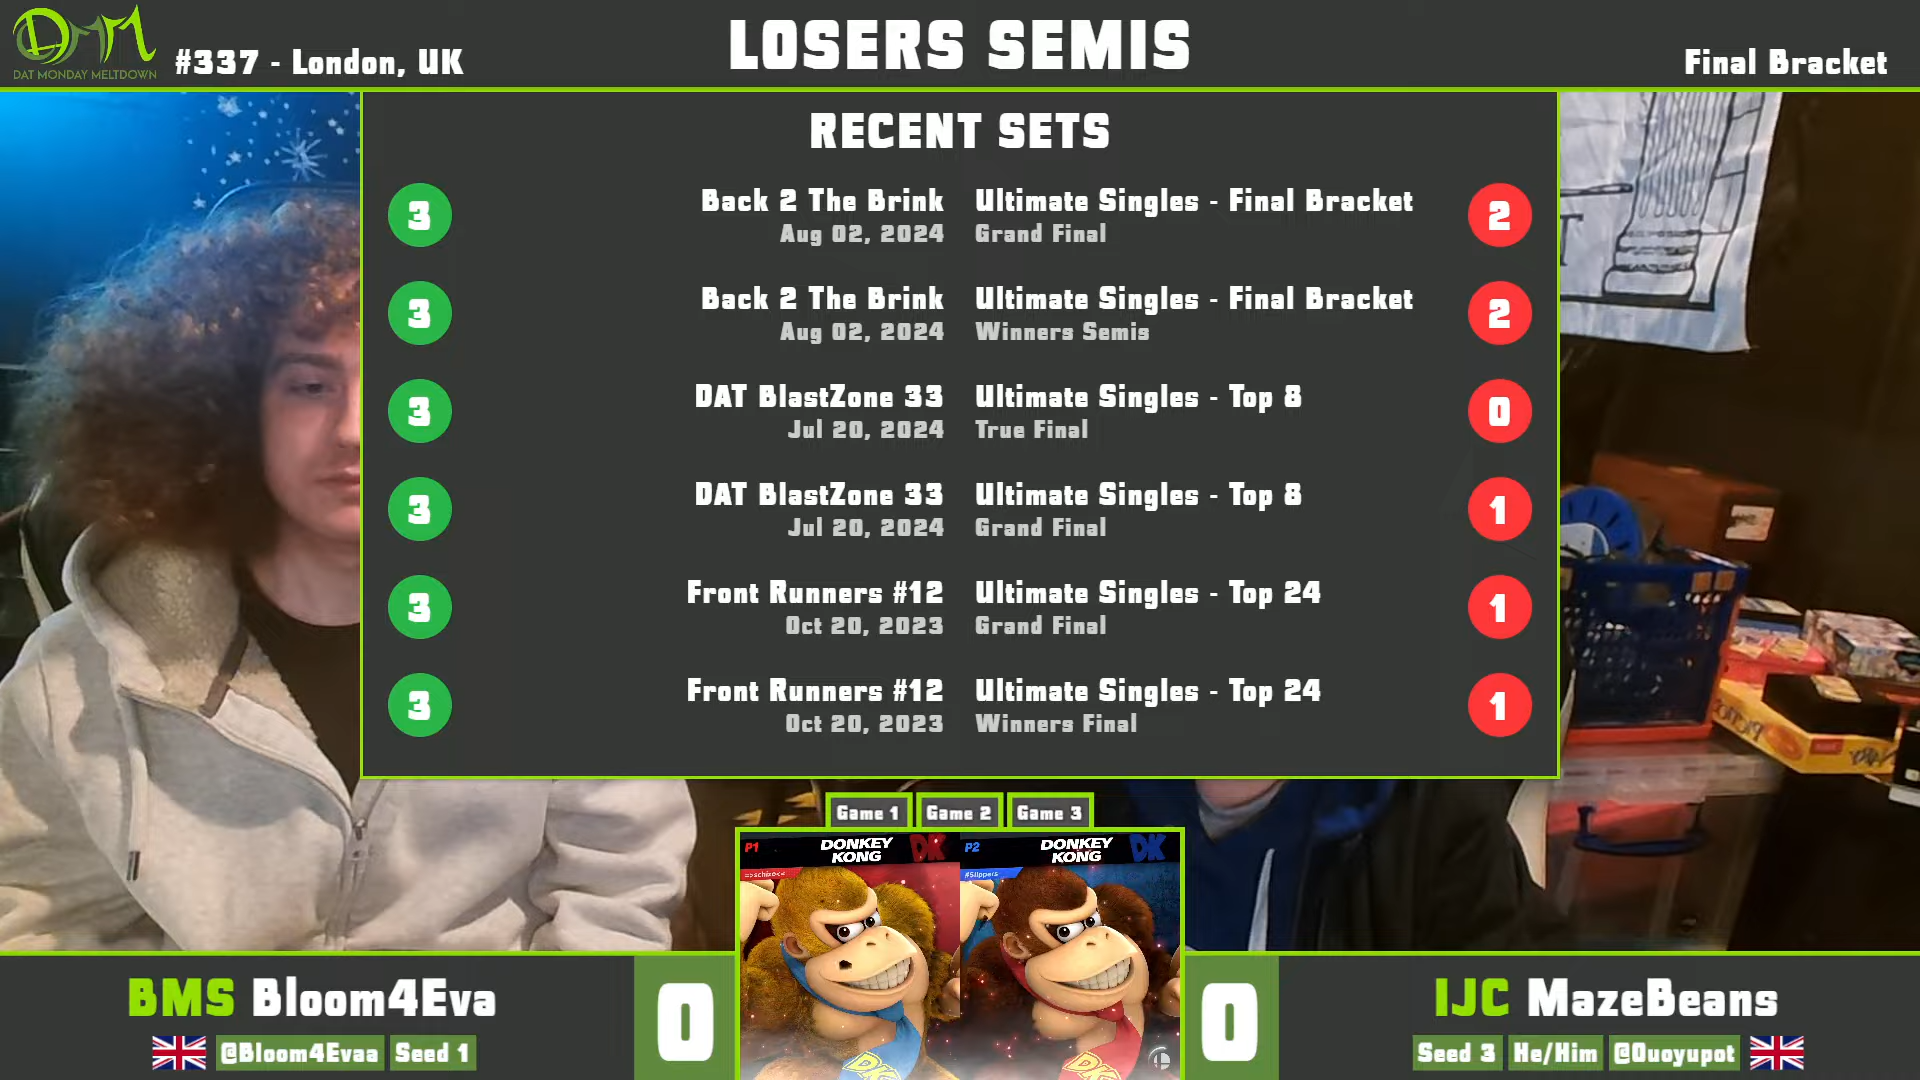 DAT MONDAY MELTDOWN
#337 - London, UK
LOSERS SEMIS
Final Bracket
RECENT SETS
3 Back 2 The Brink Ultimate Singles - Final Bracket 2
Aug 02, 2024 Grand Final
3 Back 2 The Brink Ultimate Singles - Final Bracket 2
Aug 02, 2024 Winners Semis
3 DAT BlastZone 33 Ultimate Singles - Top 8 0
Jul 20, 2024 True Final
3 DAT BlastZone 33 Ultimate Singles - Top 8 1
Jul 20, 2024 Grand Final
3 Front Runners #12 Ultimate Singles - Top 24 1
Oct 20, 2023 Grand Final
3 Front Runners #12 Ultimate Singles - Top 24 1
Oct 20, 2023 Winners Final
Game 1 Game 2 Game 3
P1 DONKEY KONG DK
P2 DONKEY KONG DK
#Slippers
DK
DK
BMS Bloom4Eva 0
@Bloom4Evaa Seed 1
0 IJC MazeBeans
Seed 3 He/Him @Ouoyupot